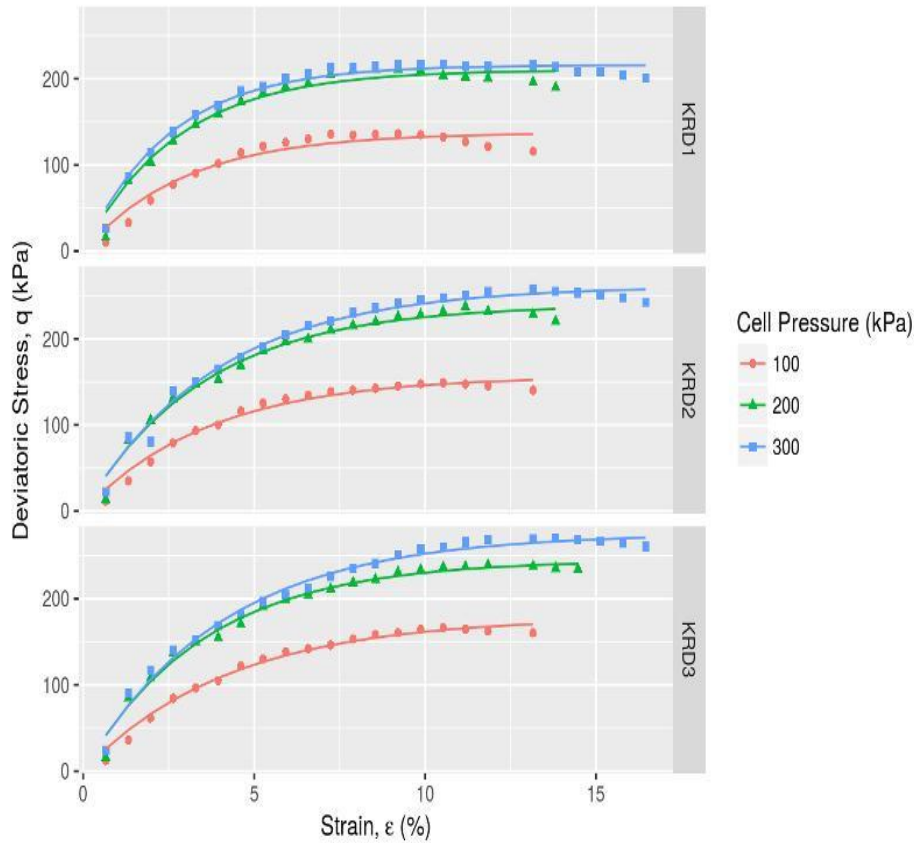 200
100
0
KRD1
200
100
0
KRD2
200
100
0
KRD3
0 5 10 15
Strain, ε (%)
Deviatoric Stress, q (kPa)
Cell Pressure (kPa)
100
200
300